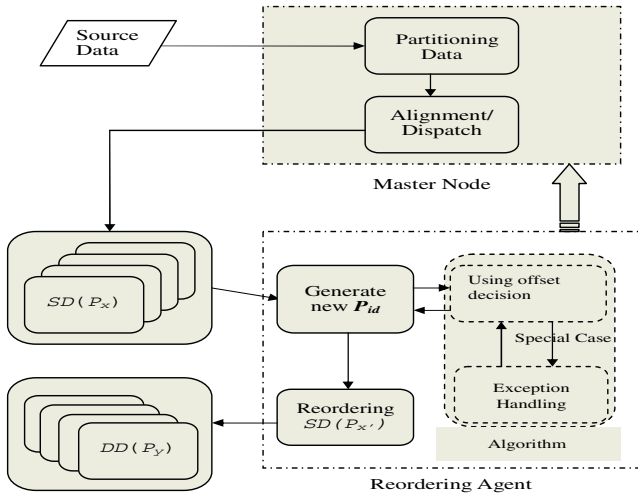 Source
Data
Partitioning
Data
Alignment/
Dispatch
Master Node
SD(Px)
Generate
new Pid
Using offset
decision
Special Case
Exception
Handling
Algorithm
Reordering
SD(Px')
DD(Py)
Reordering Agent